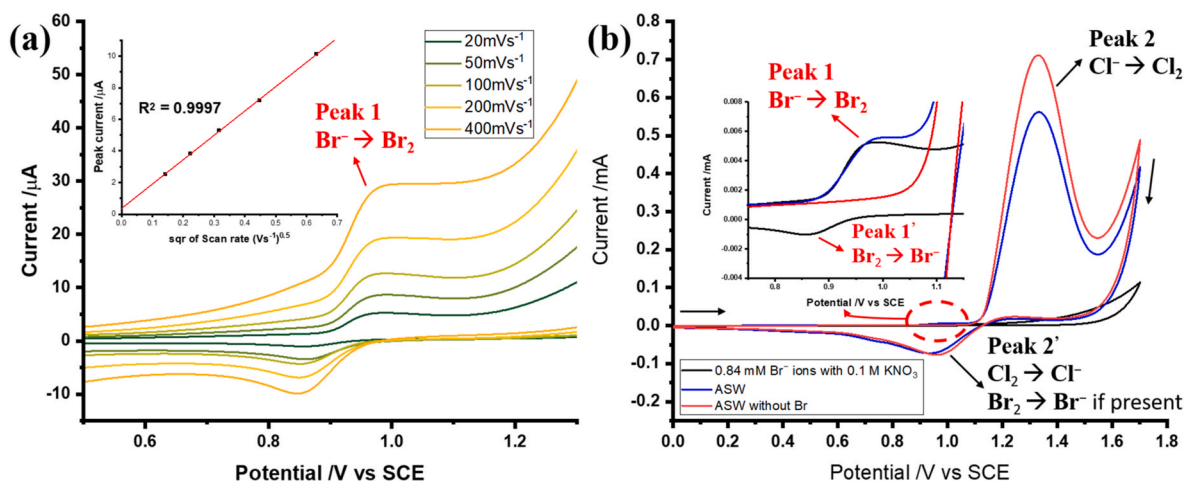 (a)
60
50
40
30
20
10
0
-10
Current /μA
0.6
0.8
1.0
1.2
Potential /V vs SCE
10
8
6
4
2
0
Peak current /μA
R² = 0.9997
0.0
0.1
0.2
0.3
0.4
0.5
0.6
0.7
sqr of Scan rate (Vs⁻¹)⁰·⁵
Peak 1
Br⁻ → Br₂
20mVs⁻¹
50mVs⁻¹
100mVs⁻¹
200mVs⁻¹
400mVs⁻¹
(b)
0.8
0.7
0.6
0.5
0.4
0.3
0.2
0.1
0.0
-0.1
0.2
0.3
0.4
Current /mA
0.0
0.2
0.4
0.6
0.8
1.0
1.2
1.4
1.6
1.8
Potential /V vs SCE
Peak 1
Br⁻ → Br₂
0.008
0.006
0.004
0.002
0.000
-0.002
-0.004
Current /mA
0.8
0.9
1.0
1.1
Potential /V vs SCE
Peak 1'
Br₂ → Br⁻
Peak 2
Cl⁻ → Cl₂
Peak 2'
Cl₂ → Cl⁻
Br₂ → Br⁻ if present
0.84 mM Br⁻ ions with 0.1 M KNO₃
ASW
ASW without Br